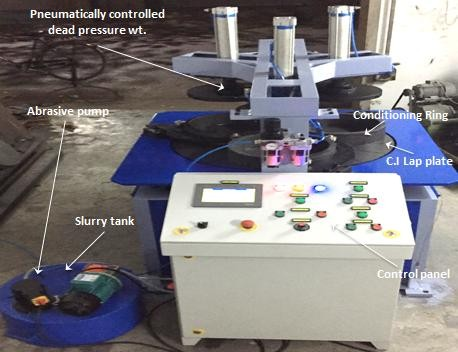 Pneumatically controlled
dead pressure wt.
Abrasive pump
Conditioning Ring
C.I Lap plate
Slurry tank
Control panel